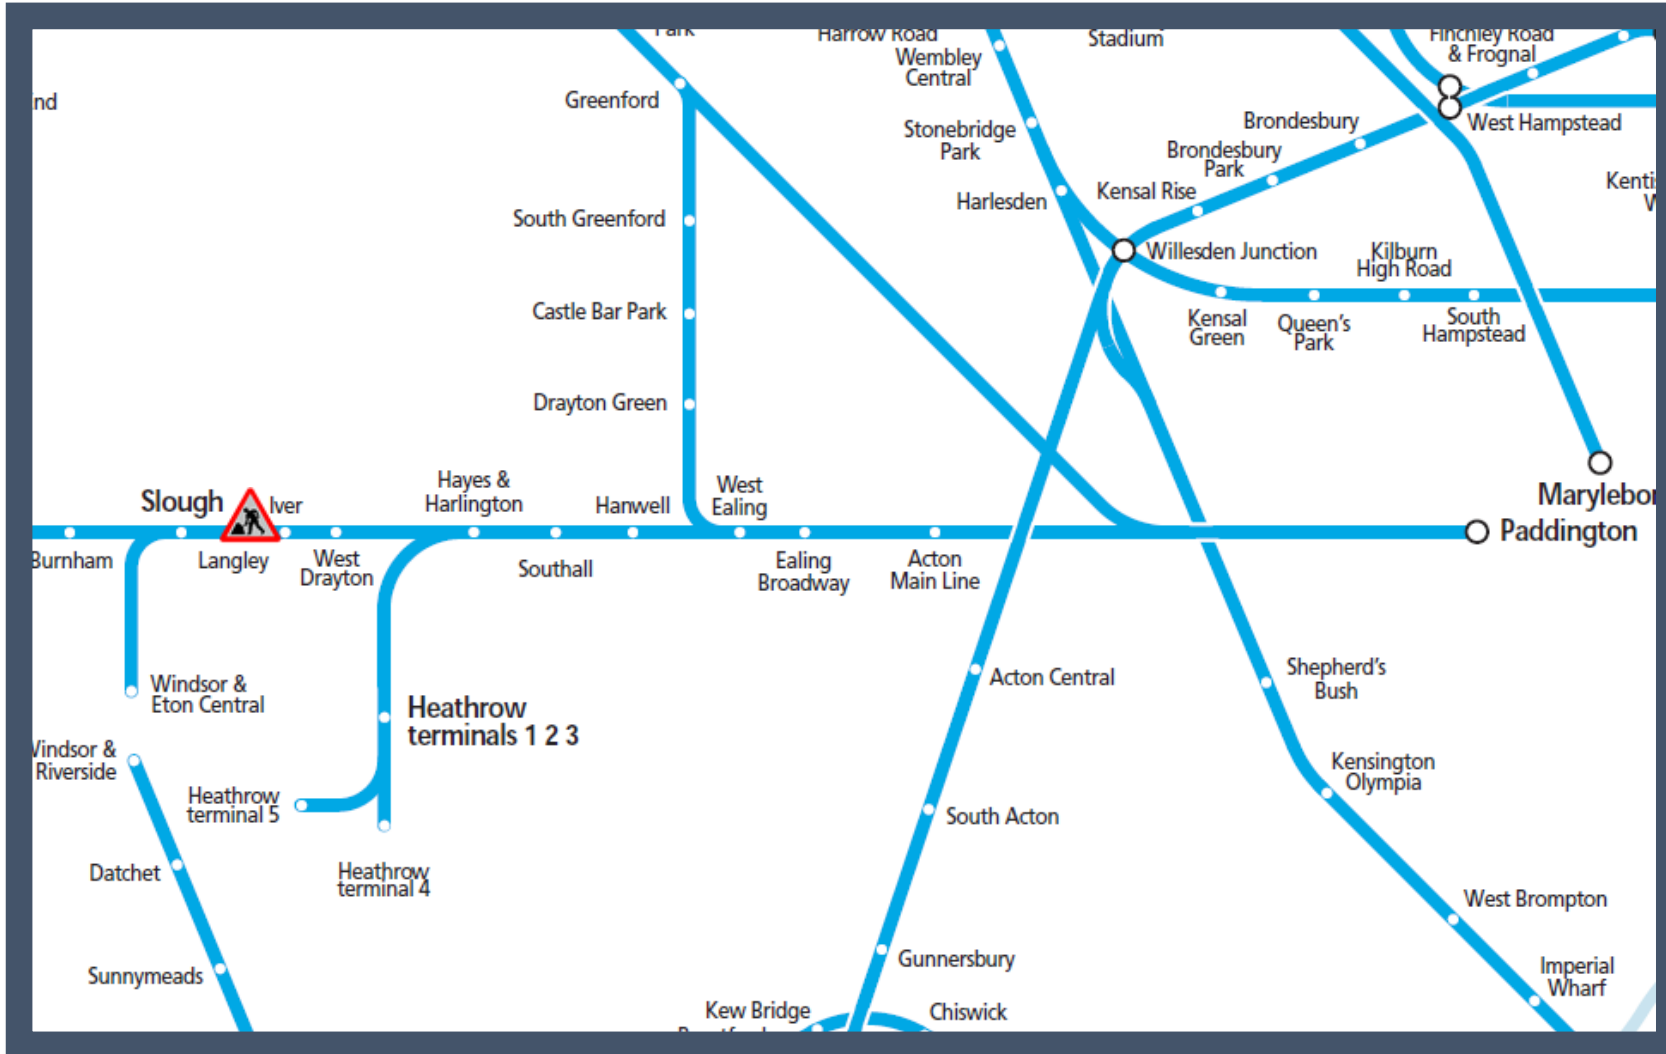 Park
Harrow Road
Wembley
Central
Stadium
Finchley Road
& Frognal
Greenford
Stonebridge
Park
Brondesbury
West Hampstead
Brondesbury
Park
Kensal Rise
Harlesden
South Greenford
Willesden Junction
Kilburn
High Road
Castle Bar Park
Kensal
Green
Queen's
Park
South
Hampstead
Drayton Green
Slough
Iver
Hayes &
Harlington
Hanwell
West
Ealing
Marylebo
Paddington
Burnham
Langley
West
Drayton
Southall
Ealing
Broadway
Acton
Main Line
Windsor &
Eton Central
Acton Central
Shepherd's
Bush
Heathrow
terminals 1 2 3
Windsor &
Riverside
Heathrow
terminal 5
Kensington
Olympia
South Acton
Datchet
Heathrow
terminal 4
West Brompton
Sunnymeads
Gunnersbury
Imperial
Wharf
Kew Bridge
Chiswick